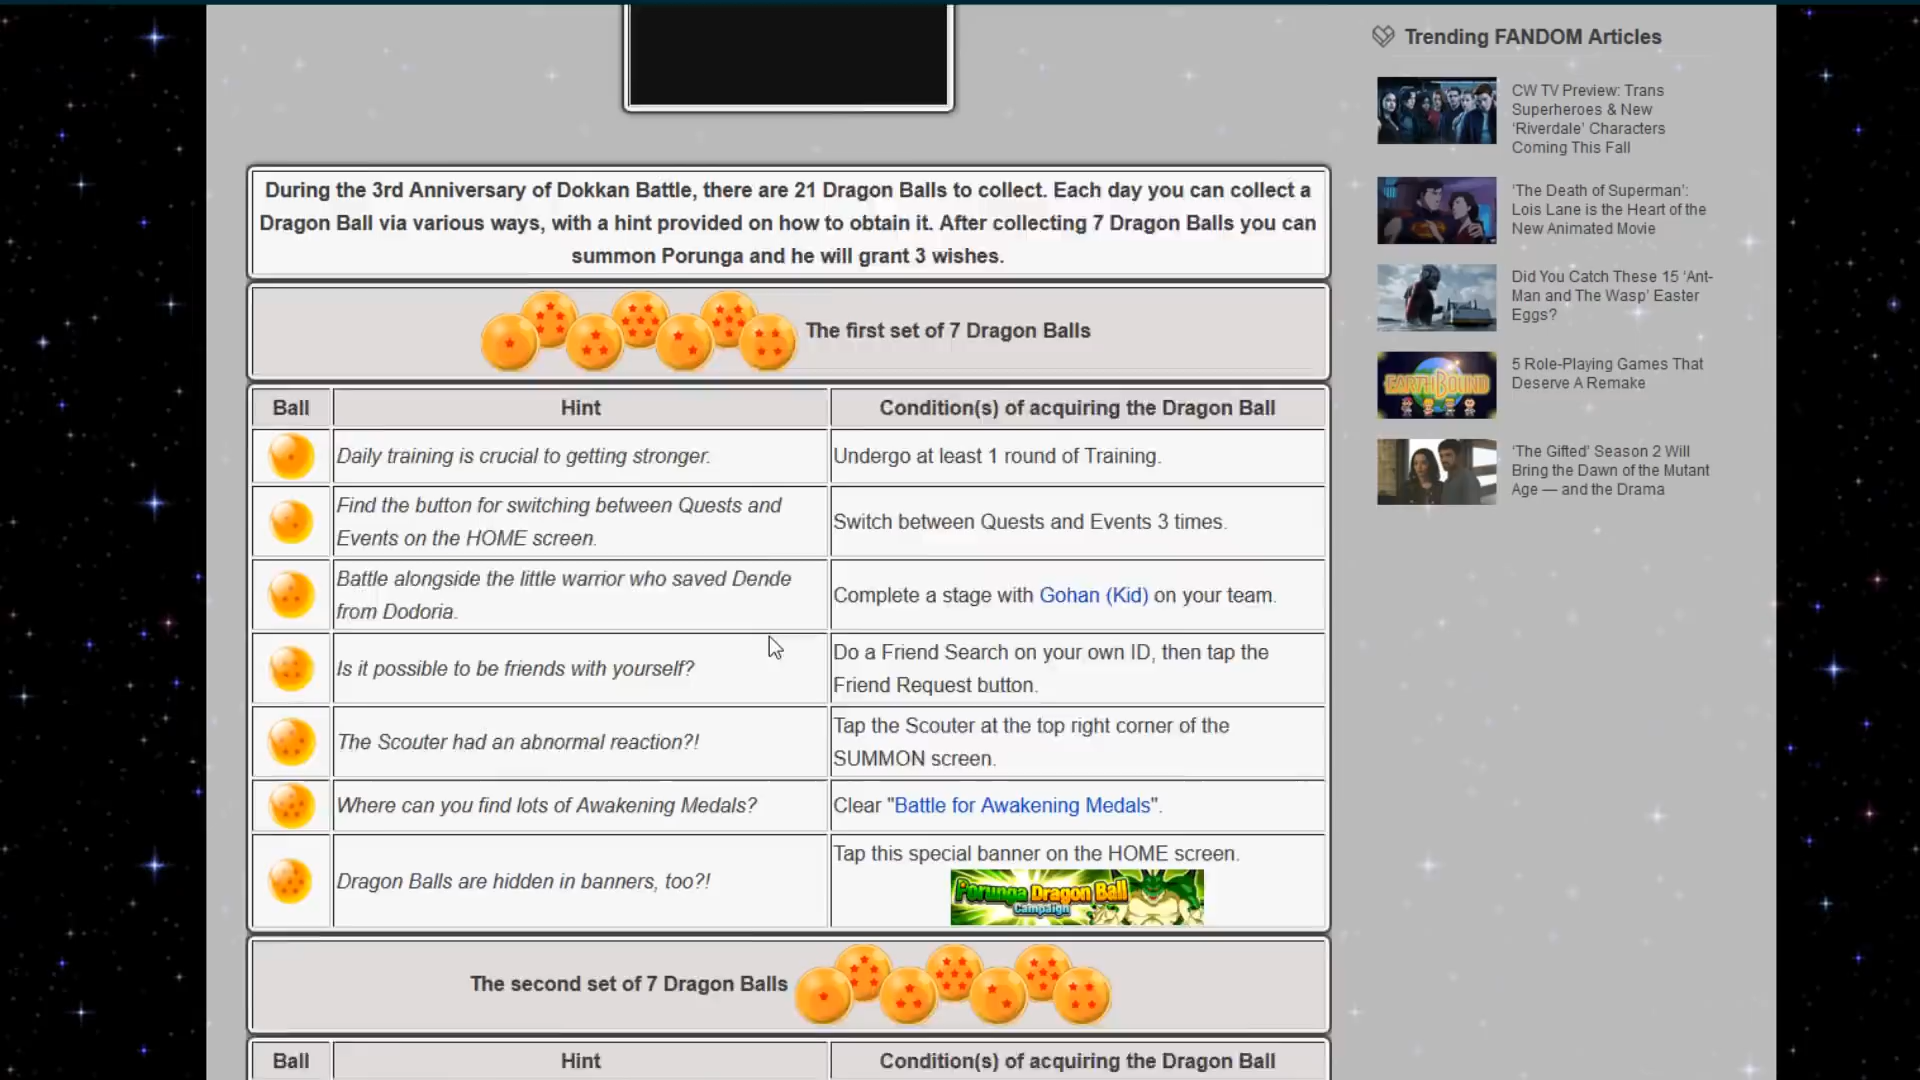 Trending FANDOM Articles
CW TV Preview: Trans
Superheroes & New
‘Riverdale’ Characters
Coming This Fall
‘The Death of Superman’:
Lois Lane is the Heart of the
New Animated Movie
Did You Catch These 15 ‘Ant-
Man and The Wasp’ Easter
Eggs?
EARTHBOUND
5 Role-Playing Games That
Deserve A Remake
‘The Gifted’ Season 2 Will
Bring the Dawn of the Mutant
Age — and the Drama
During the 3rd Anniversary of Dokkan Battle, there are 21 Dragon Balls to collect. Each day you can collect a
Dragon Ball via various ways, with a hint provided on how to obtain it. After collecting 7 Dragon Balls you can
summon Porunga and he will grant 3 wishes.
The first set of 7 Dragon Balls
Ball Hint Condition(s) of acquiring the Dragon Ball
Daily training is crucial to getting stronger. Undergo at least 1 round of Training.
Find the button for switching between Quests and
Events on the HOME screen.
Switch between Quests and Events 3 times.
Battle alongside the little warrior who saved Dende
from Dodoria.
Complete a stage with Gohan (Kid) on your team.
Is it possible to be friends with yourself?
Do a Friend Search on your own ID, then tap the
Friend Request button.
The Scouter had an abnormal reaction?!
Tap the Scouter at the top right corner of the
SUMMON screen.
Where can you find lots of Awakening Medals? Clear "Battle for Awakening Medals".
Dragon Balls are hidden in banners, too?!
Tap this special banner on the HOME screen.
Porunga Dragon Ball
Campaign
The second set of 7 Dragon Balls
Ball Hint Condition(s) of acquiring the Dragon Ball